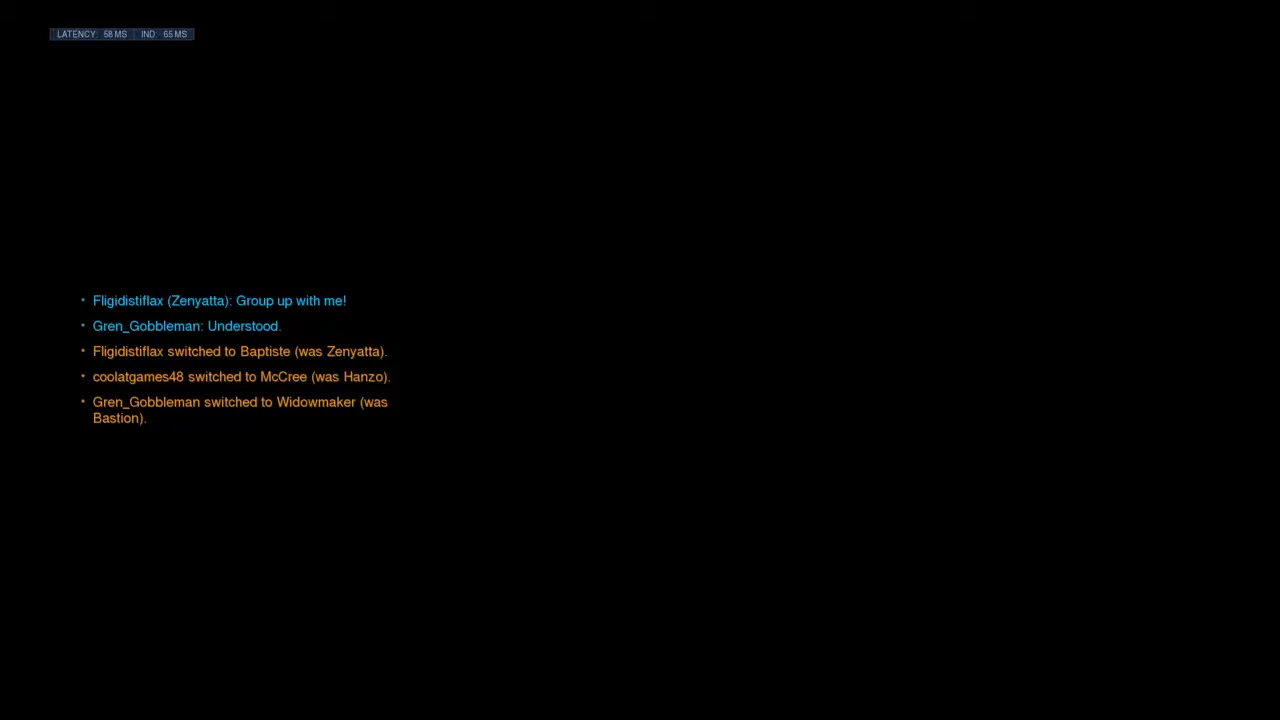 LATENCY: 58 MS IND: 65 MS
• Fligidistiflax (Zenyatta): Group up with me!
• Gren_Gobbleman: Understood.
• Fligidistiflax switched to Baptiste (was Zenyatta).
• coolatgames48 switched to McCree (was Hanzo).
• Gren_Gobbleman switched to Widowmaker (was
Bastion).